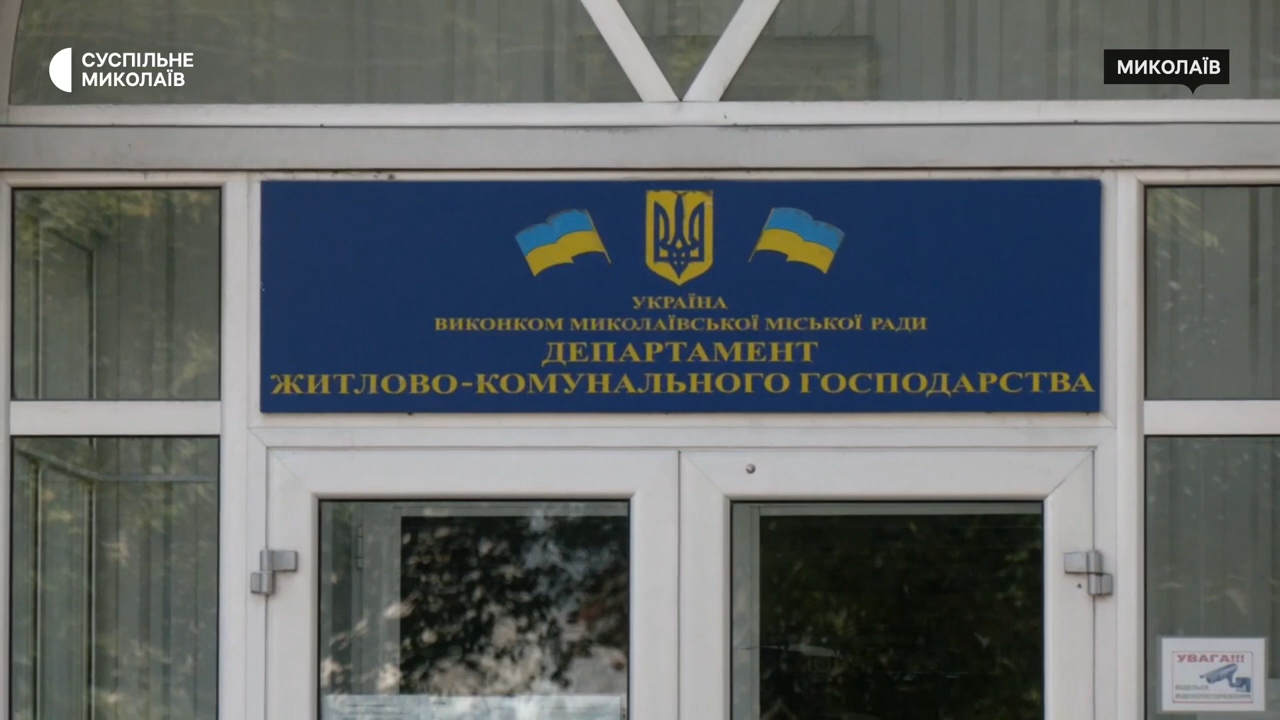 СУСПІЛЬНЕ
МИКОЛАЇВ
МИКОЛАЇВ
УКРАЇНА
ВИКОНКОМ МИКОЛАЇВСЬКОЇ МІСЬКОЇ РАДИ
ДЕПАРТАМЕНТ
ЖИТЛОВО-КОМУНАЛЬНОГО ГОСПОДАРСТВА
УВАГА!!!